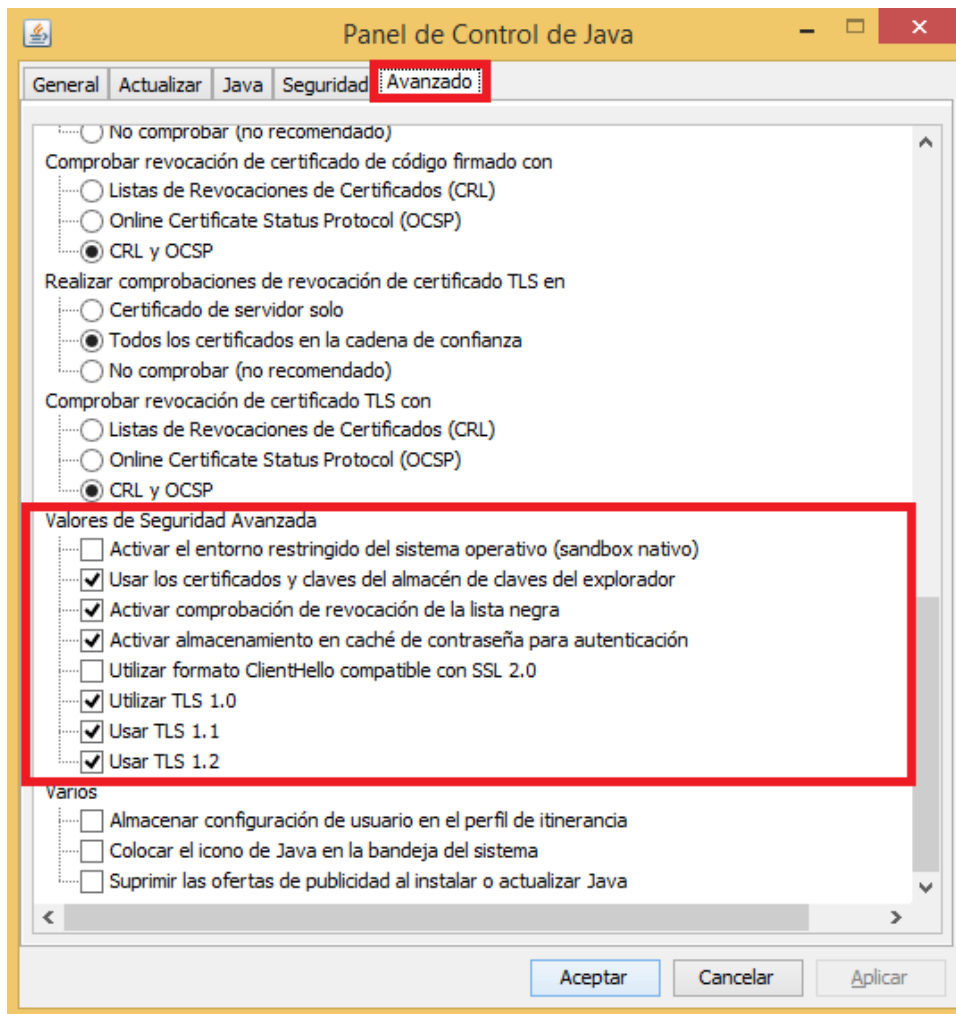 Panel de Control de Java
General Actualizar Java Seguridad Avanzado
No comprobar (no recomendado)
Comprobar revocación de certificado de código firmado con
Listas de Revocaciones de Certificados (CRL)
Online Certificate Status Protocol (OCSP)
CRL y OCSP
Realizar comprobaciones de revocación de certificado TLS en
Certificado de servidor solo
Todos los certificados en la cadena de confianza
No comprobar (no recomendado)
Comprobar revocación de certificado TLS con
Listas de Revocaciones de Certificados (CRL)
Online Certificate Status Protocol (OCSP)
CRL y OCSP
Valores de Seguridad Avanzada
Activar el entorno restringido del sistema operativo (sandbox nativo)
Usar los certificados y claves del almacén de claves del explorador
Activar comprobación de revocación de la lista negra
Activar almacenamiento en caché de contraseña para autenticación
Utilizar formato ClientHello compatible con SSL 2.0
Utilizar TLS 1.0
Usar TLS 1.1
Usar TLS 1.2
Varios
Almacenar configuración de usuario en el perfil de itinerancia
Colocar el icono de Java en la bandeja del sistema
Suprimir las ofertas de publicidad al instalar o actualizar Java
Aceptar Cancelar Aplicar